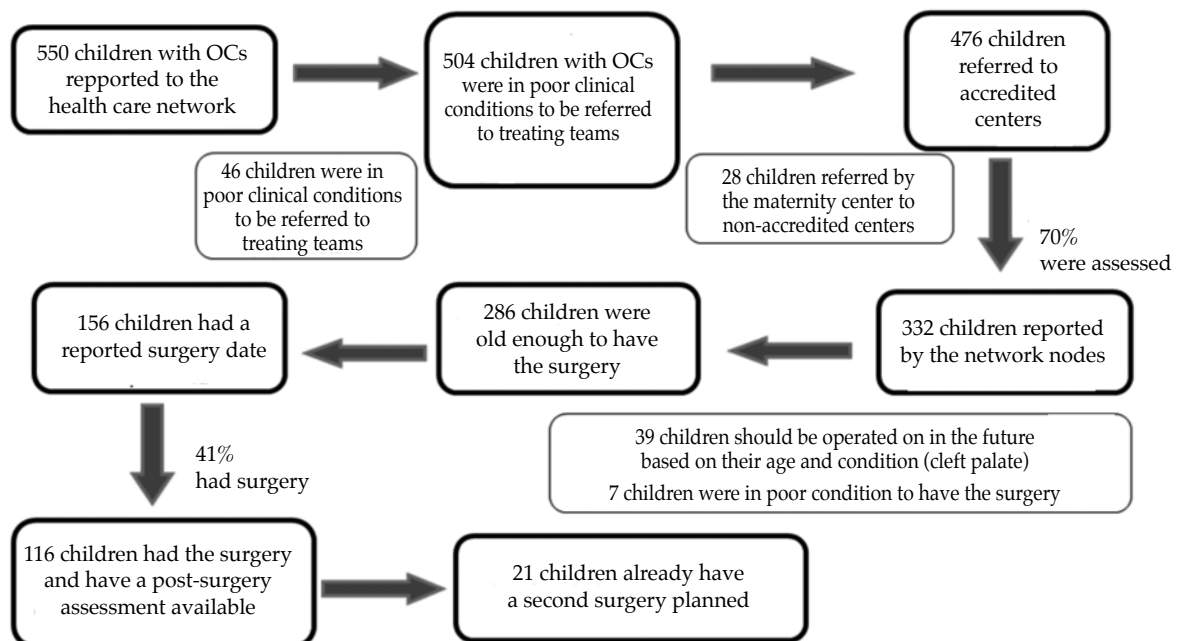 550 children with OCs
repported to the
health care network
504 children with OCs
were in poor clinical
conditions to be referred
to treating teams
476 children
referred to
accredited
centers
46 children were in
poor clinical conditions
to be referred to
treating teams
28 children referred by
the maternity center to
non-accredited centers
70%
were assessed
332 children reported
by the network nodes
286 children were
old enough to have
the surgery
156 children had a
reported surgery date
39 children should be operated on in the future
based on their age and condition (cleft palate)
7 children were in poor condition to have the surgery
41%
had surgery
116 children had the surgery
and have a post-surgery
assessment available
21 children already have
a second surgery planned